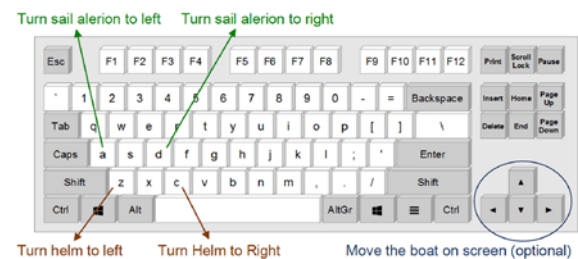 Turn sail alerion to left Turn sail alerion to right
Esc F1 F2 F3 F4 F5 F6 F7 F8 F9 F10 F11 F12 Print Scroll Lock Pause
` 1 2 3 4 5 6 7 8 9 0 - = Backspace Insert Home Page Up
Tab q w e r t y u i o p [ ] \ Delete End Page Down
Caps a s d f g h j k l ; ' Enter
Shift z x c v b n m , . / Shift ▲
Ctrl Alt AltGr Ctrl ◄ ▼ ►
Turn helm to left Turn Helm to Right Move the boat on screen (optional)